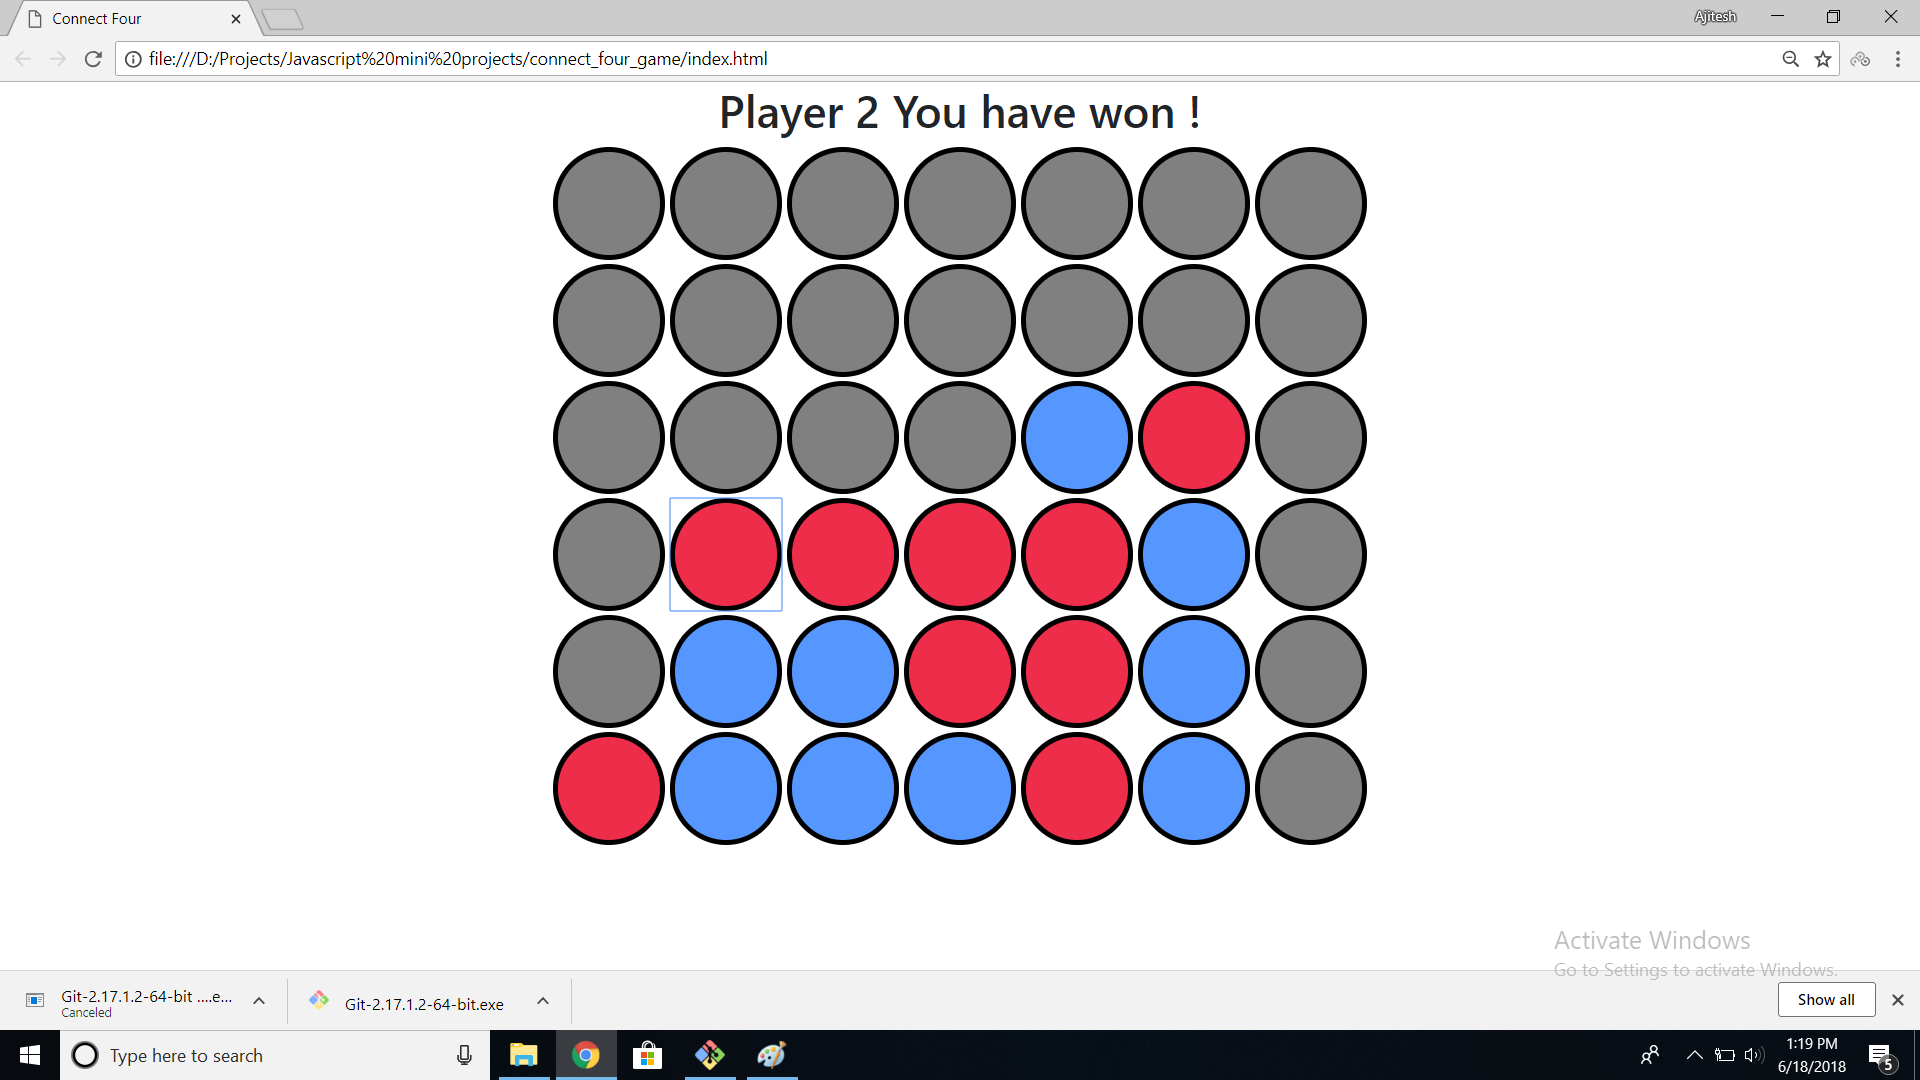 Connect Four
Ajitesh
file:///D:/Projects/Javascript%20mini%20projects/connect_four_game/index.html
Player 2 You have won !
Activate Windows
Go to Settings to activate Windows.
Git-2.17.1.2-64-bit ....e...
Canceled
Git-2.17.1.2-64-bit.exe
Show all
Type here to search
1:19 PM
6/18/2018
5